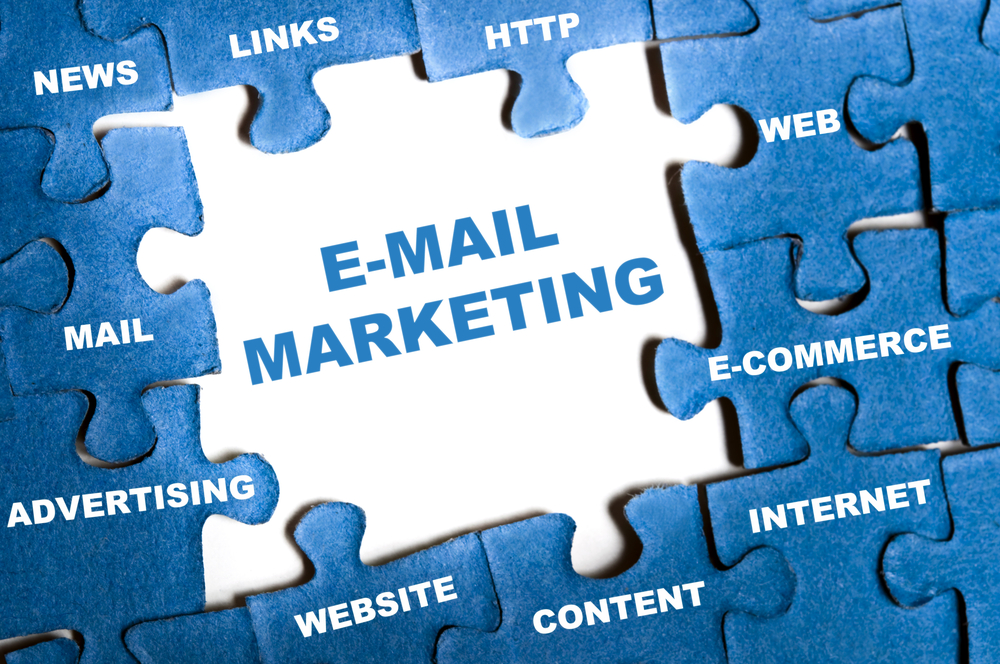 LINKS
HTTP
NEWS
WEB
E-MAIL
MARKETING
MAIL
E-COMMERCE
ADVERTISING
INTERNET
WEBSITE
CONTENT